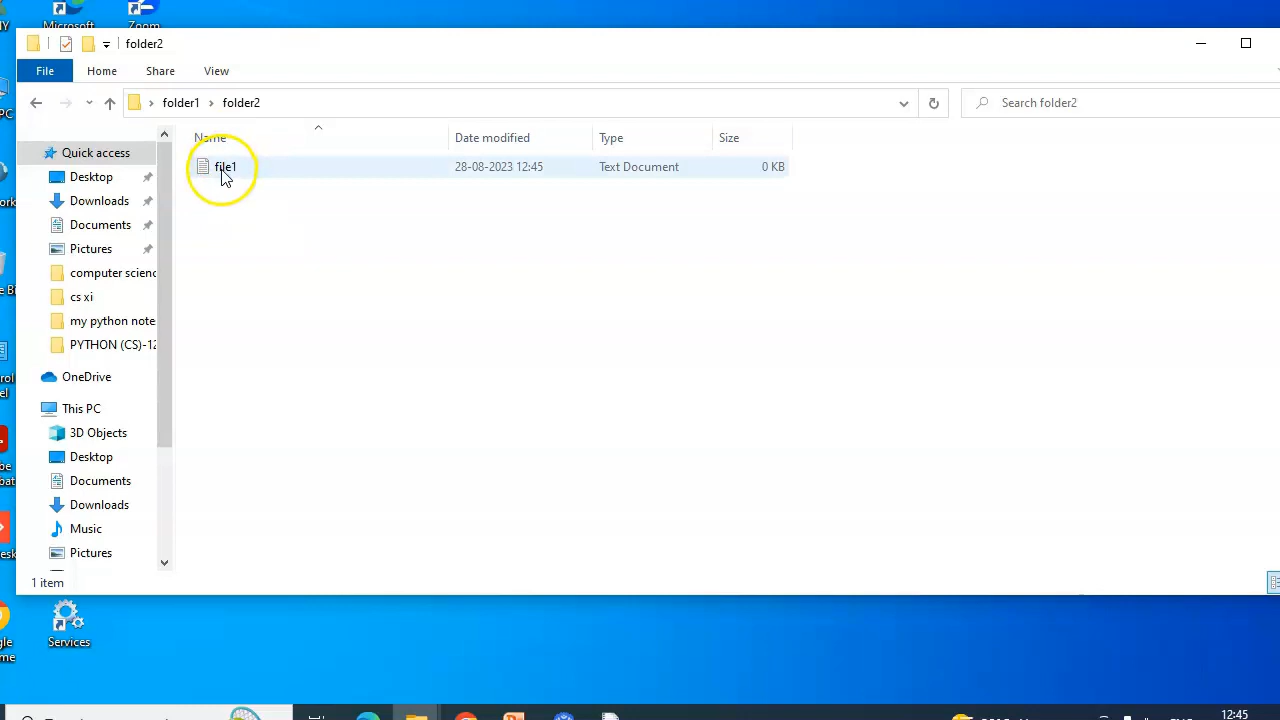 Microsoft
Zoom
folder2
File
Home
Share
View
folder1
folder2
Search folder2
Name
Date modified
Type
Size
file1
28-08-2023 12:45
Text Document
0 KB
Quick access
Desktop
Downloads
Documents
Pictures
computer scienc
cs xi
my python note
PYTHON (CS)-12
OneDrive
This PC
3D Objects
Desktop
Documents
Downloads
Music
Pictures
1 item
Services
12:45